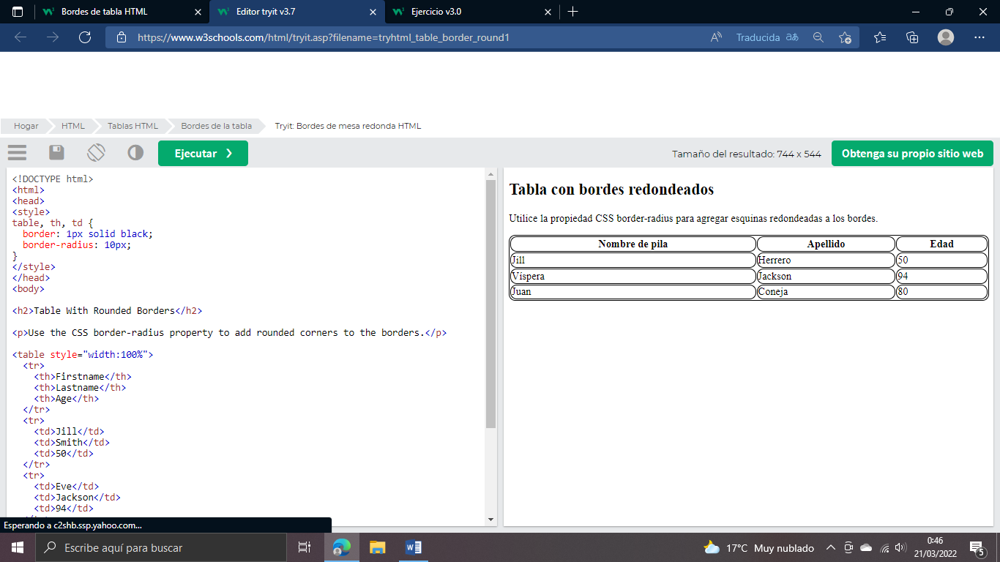 Bordes de tabla HTML
Editor tryit v3.7
Ejercicio v3.0
https://www.w3schools.com/html/tryit.asp?filename=tryhtml_table_border_round1
Traducida
Hogar
HTML
Tablas HTML
Bordes de la tabla
Tryit: Bordes de mesa redonda HTML
Ejecutar ❯
Tamaño del resultado: 744 x 544
Obtenga su propio sitio web
<!DOCTYPE html>
<html>
<head>
<style>
table, th, td {
  border: 1px solid black;
  border-radius: 10px;
}
</style>
</head>
<body>

<h2>Table With Rounded Borders</h2>

<p>Use the CSS border-radius property to add rounded corners to the borders.</p>

<table style="width:100%">
  <tr>
    <th>Firstname</th>
    <th>Lastname</th>
    <th>Age</th>
  </tr>
  <tr>
    <td>Jill</td>
    <td>Smith</td>
    <td>50</td>
  </tr>
  <tr>
    <td>Eve</td>
    <td>Jackson</td>
    <td>94</td>
Tabla con bordes redondeados
Utilice la propiedad CSS border-radius para agregar esquinas redondeadas a los bordes.
Nombre de pila Apellido Edad
Jill Herrero 50
Víspera Jackson 94
Juan Coneja 80
Esperando a c2shb.ssp.yahoo.com...
Escribe aquí para buscar
17°C Muy nublado
0:46
21/03/2022
5